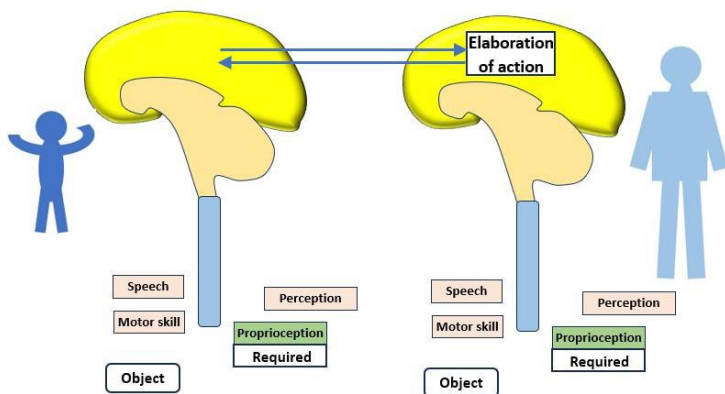 Elaboration
of action
Speech
Perception
Motor skill
Proprioception
Required
Object
Speech
Perception
Motor skill
Proprioception
Required
Object